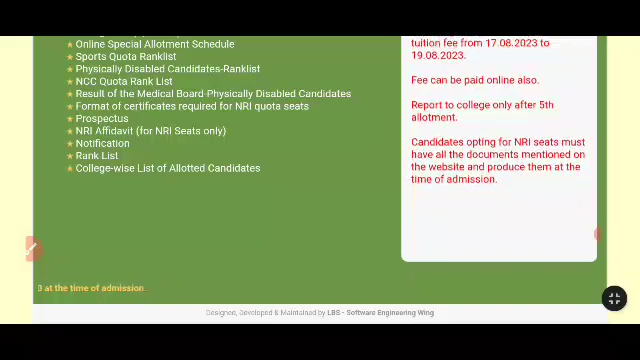 Online Special Allotment Schedule
Sports Quota Ranklist
Physically Disabled Candidates-Ranklist
NCC Quota Rank List
Result of the Medical Board-Physically Disabled Candidates
Format of certificates required for NRI quota seats
Prospectus
NRI Affidavit (for NRI Seats only)
Notification
Rank List
College-wise List of Allotted Candidates
tuition fee from 17.08.2023 to
19.08.2023.
Fee can be paid online also.
Report to college only after 5th
allotment.
Candidates opting for NRI seats must
have all the documents mentioned on
the website and produce them at the
time of admission.
at the time of admission
Designed, Developed & Maintained by LBS - Software Engineering Wing